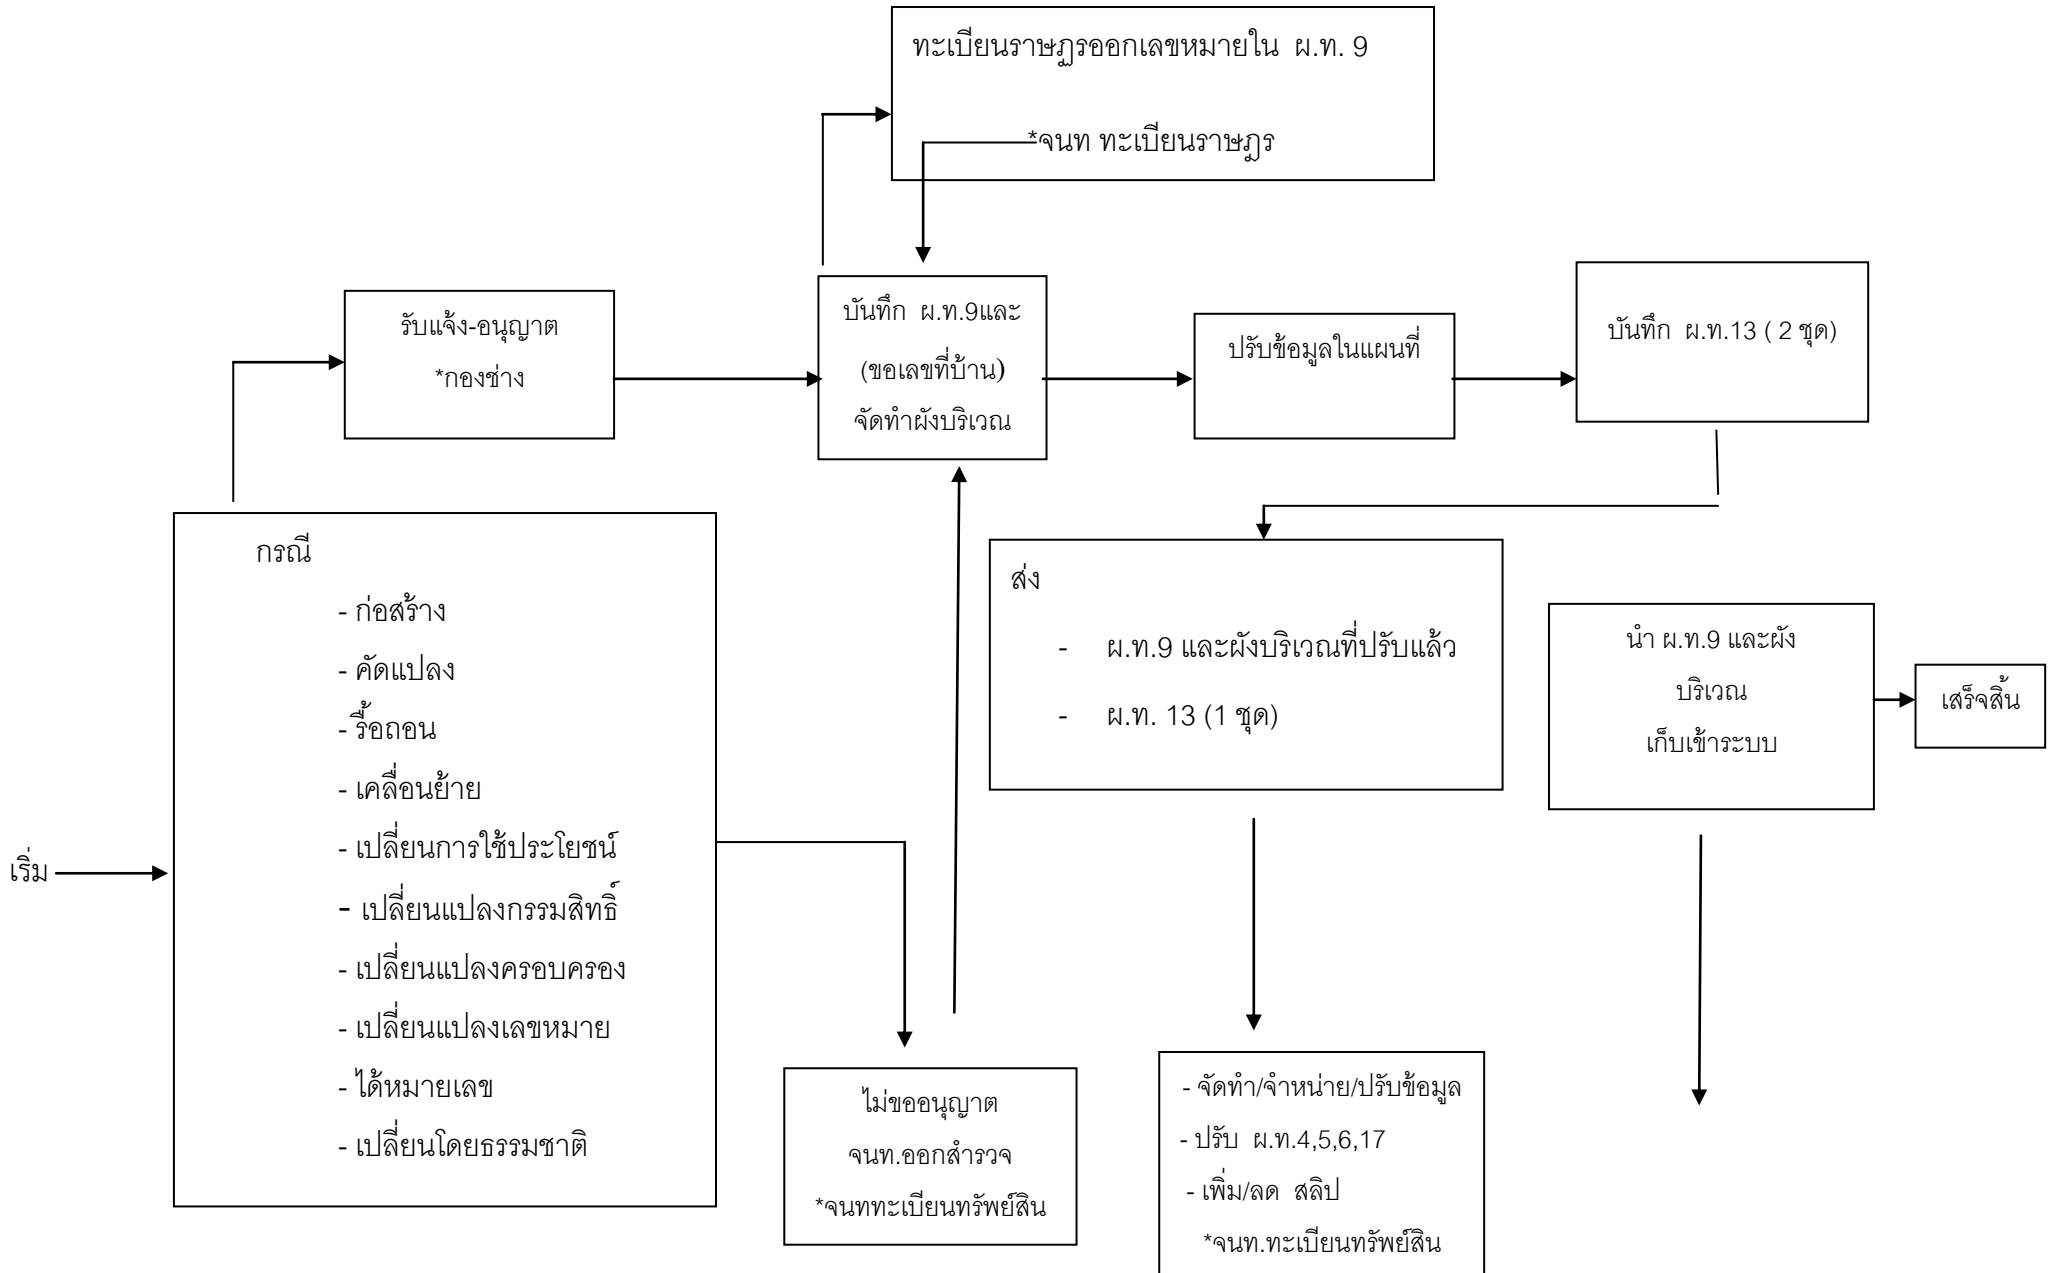 ทะเบียนราษฎรออกเลขหมายใน ผ.ท. 9
*จนท ทะเบียนราษฎร
รับแจ้ง-อนุญาต
*กองช่าง
บันทึก ผ.ท.9และ
(ขอเลขที่บ้าน)
จัดทำผังบริเวณ
ปรับข้อมูลในแผนที่
บันทึก ผ.ท.13 ( 2 ชุด)
เริ่ม
กรณี
- ก่อสร้าง
- คัดแปลง
- รื้อถอน
- เคลื่อนย้าย
- เปลี่ยนการใช้ประโยชน์
- เปลี่ยนแปลงกรรมสิทธิ์
- เปลี่ยนแปลงครอบครอง
- เปลี่ยนแปลงเลขหมาย
- ได้หมายเลข
- เปลี่ยนโดยธรรมชาติ
ส่ง
- ผ.ท.9 และผังบริเวณที่ปรับแล้ว
- ผ.ท. 13 (1 ชุด)
นำ ผ.ท.9 และผัง
บริเวณ
เก็บเข้าระบบ
เสร็จสิ้น
ไม่ขออนุญาต
จนท.ออกสำรวจ
*จนททะเบียนทรัพย์สิน
- จัดทำ/จำหน่าย/ปรับข้อมูล
- ปรับ ผ.ท.4,5,6,17
- เพิ่ม/ลด สลิป
*จนท.ทะเบียนทรัพย์สิน